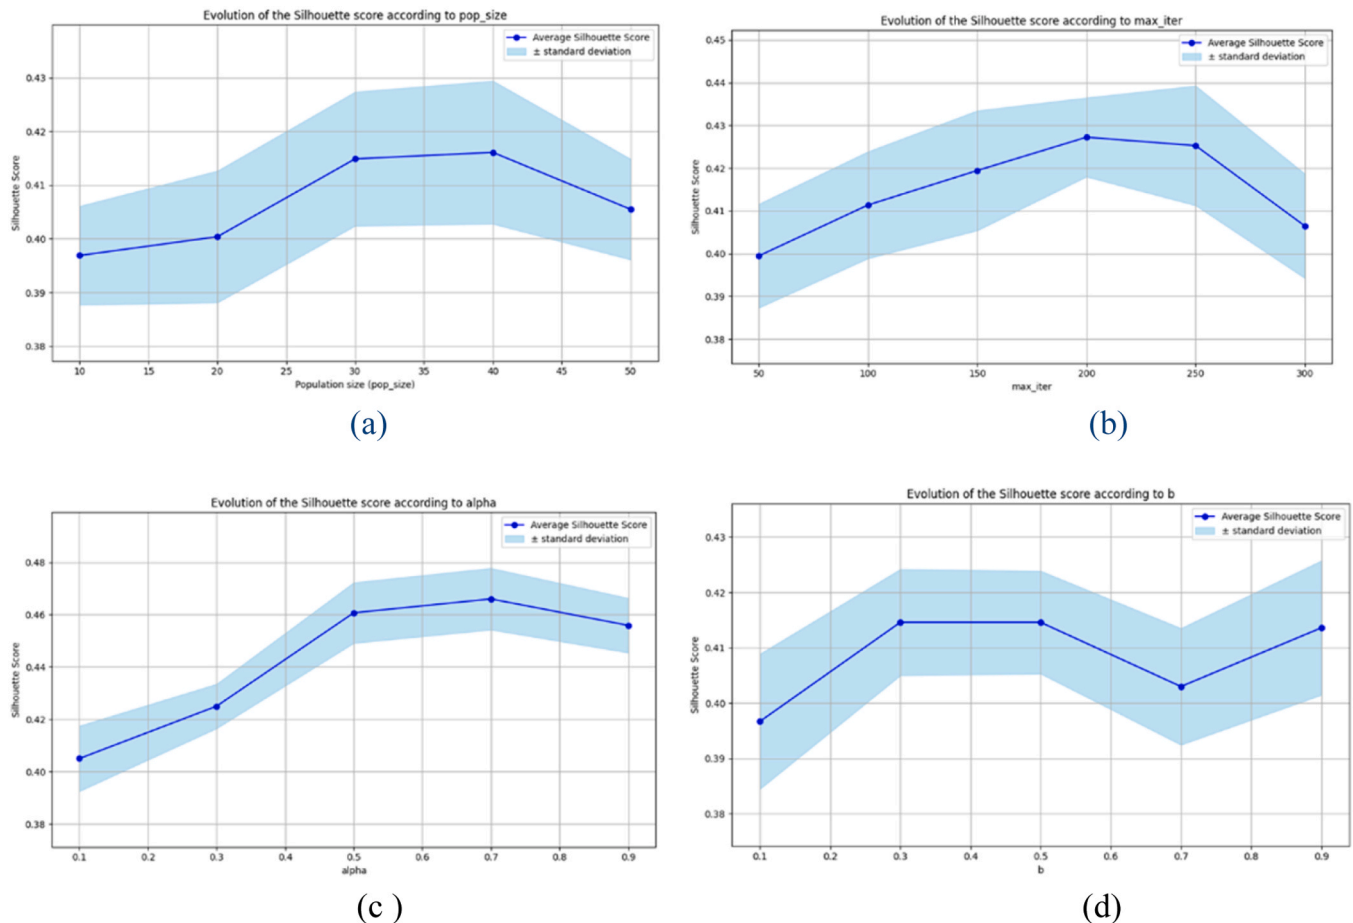 Evolution of the Silhouette score according to pop_size
Average Silhouette Score
± standard deviation
0.43
0.42
0.41
0.40
0.39
0.38
Silhouette Score
10 15 20 25 30 35 40 45 50
Population size (pop_size)
(a)
Evolution of the Silhouette score according to max_iter
Average Silhouette Score
± standard deviation
0.45
0.44
0.43
0.42
0.41
0.40
0.39
0.38
Silhouette Score
50 100 150 200 250 300
max_iter
(b)
Evolution of the Silhouette score according to alpha
Average Silhouette Score
± standard deviation
0.48
0.46
0.44
0.42
0.40
0.38
Silhouette Score
0.1 0.2 0.3 0.4 0.5 0.6 0.7 0.8 0.9
alpha
(c )
Evolution of the Silhouette score according to b
Average Silhouette Score
± standard deviation
0.43
0.42
0.41
0.40
0.39
0.38
Silhouette Score
0.1 0.2 0.3 0.4 0.5 0.6 0.7 0.8 0.9
b
(d)